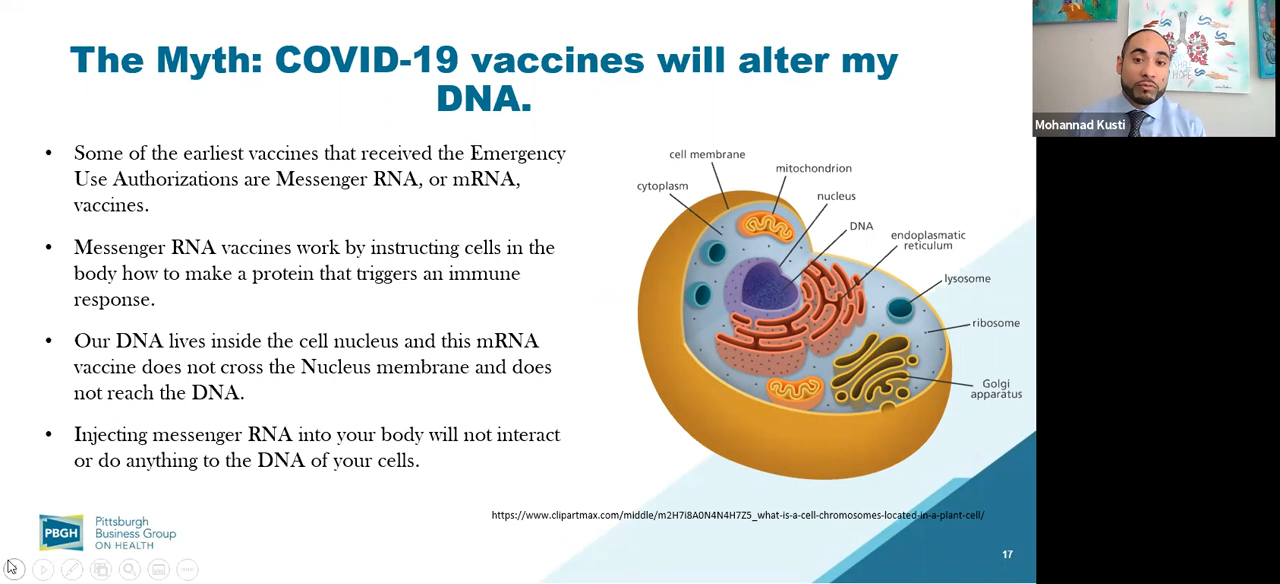 The Myth: COVID-19 vaccines will alter my
DNA.
• Some of the earliest vaccines that received the Emergency
Use Authorizations are Messenger RNA, or mRNA,
vaccines.
• Messenger RNA vaccines work by instructing cells in the
body how to make a protein that triggers an immune
response.
• Our DNA lives inside the cell nucleus and this mRNA
vaccine does not cross the Nucleus membrane and does
not reach the DNA.
• Injecting messenger RNA into your body will not interact
or do anything to the DNA of your cells.
cell membrane
mitochondrion
cytoplasm
nucleus
DNA
endoplasmatic
reticulum
lysosome
ribosome
Golgi
apparatus
https://www.clipartmax.com/middle/m2H7i8A0N4N4H7Z5_what-is-a-cell-chromosomes-located-in-a-plant-cell/
PBGH
Pittsburgh
Business Group
ON HEALTH
17
Mohannad Kusti